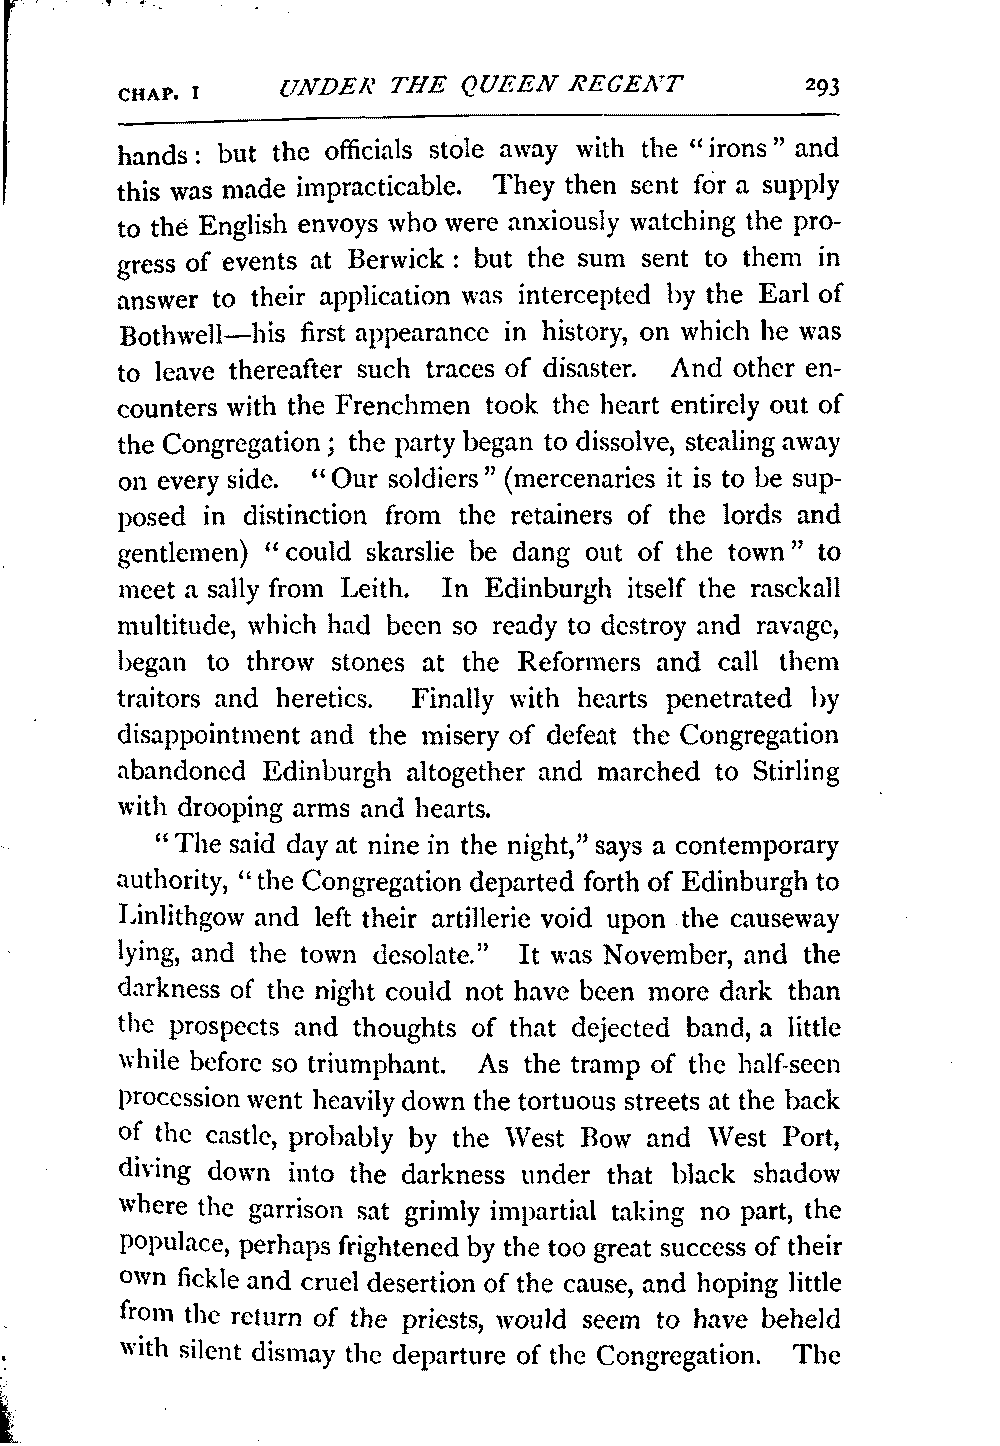 CHAP. I UNDER THE QUEEN REGENT 293
hands: but the officials stole away with the "irons" and
this was made impracticable. They then sent for a supply
to the English envoys who were anxiously watching the pro-
gress of events at Berwick: but the sum sent to them in
answer to their application was intercepted by the Earl of
Bothwell—his first appearance in history, on which he was
to leave thereafter such traces of disaster. And other en-
counters with the Frenchmen took the heart entirely out of
the Congregation; the party began to dissolve, stealing away
on every side. "Our soldiers" (mercenaries it is to be sup-
posed in distinction from the retainers of the lords and
gentlemen) "could skarslie be dang out of the town" to
meet a sally from Leith. In Edinburgh itself the rasckall
multitude, which had been so ready to destroy and ravage,
began to throw stones at the Reformers and call them
traitors and heretics. Finally with hearts penetrated by
disappointment and the misery of defeat the Congregation
abandoned Edinburgh altogether and marched to Stirling
with drooping arms and hearts.
"The said day at nine in the night," says a contemporary
authority, "the Congregation departed forth of Edinburgh to
Linlithgow and left their artillerie void upon the causeway
lying, and the town desolate." It was November, and the
darkness of the night could not have been more dark than
the prospects and thoughts of that dejected band, a little
while before so triumphant. As the tramp of the half-seen
procession went heavily down the tortuous streets at the back
of the castle, probably by the West Bow and West Port,
diving down into the darkness under that black shadow
where the garrison sat grimly impartial taking no part, the
populace, perhaps frightened by the too great success of their
own fickle and cruel desertion of the cause, and hoping little
from the return of the priests, would seem to have beheld
with silent dismay the departure of the Congregation. The